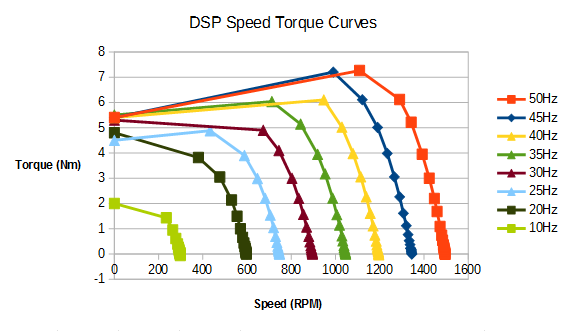 DSP Speed Torque Curves
8
7
6
5
4
3
2
1
0
-1
Torque (Nm)
0 200 400 600 800 1000 1200 1400 1600
Speed (RPM)
50Hz
45Hz
40Hz
35Hz
30Hz
25Hz
20Hz
10Hz